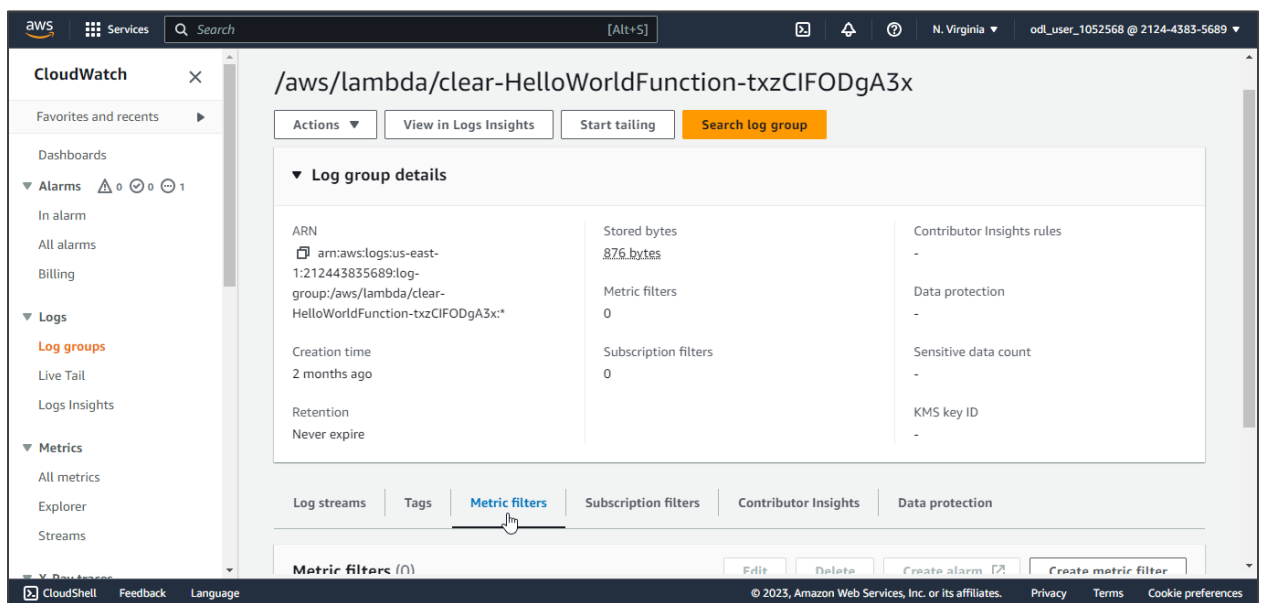 aws
Services
Search
[Alt+S]
N. Virginia
odl_user_1052568 @ 2124-4383-5689
CloudWatch
Favorites and recents
Dashboards
Alarms 0 0 1
In alarm
All alarms
Billing
Logs
Log groups
Live Tail
Logs Insights
Metrics
All metrics
Explorer
Streams
X-Ray traces
/aws/lambda/clear-HelloWorldFunction-txzCIFODgA3x
Actions
View in Logs Insights
Start tailing
Search log group
Log group details
ARN
arn:aws:logs:us-east-
1:212443835689:log-
group:/aws/lambda/clear-
HelloWorldFunction-txzCIFODgA3x:*
Creation time
2 months ago
Retention
Never expire
Stored bytes
876 bytes
Metric filters
0
Subscription filters
0
Contributor Insights rules
-
Data protection
-
Sensitive data count
-
KMS key ID
-
Log streams
Tags
Metric filters
Subscription filters
Contributor Insights
Data protection
Metric filters (0)
Edit
Delete
Create alarm
Create metric filter
CloudShell
Feedback
Language
© 2023, Amazon Web Services, Inc. or its affiliates.
Privacy
Terms
Cookie preferences